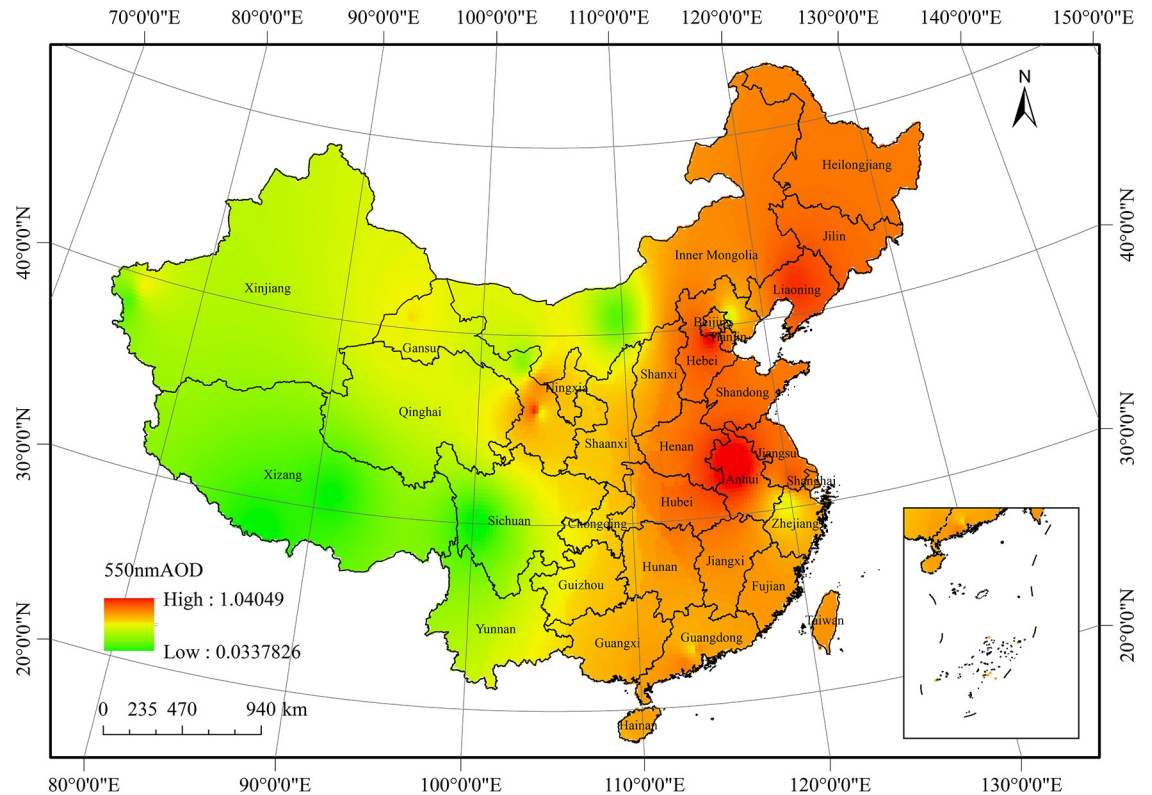 70°0'0"E 80°0'0"E 90°0'0"E 100°0'0"E 110°0'0"E 120°0'0"E 130°0'0"E 140°0'0"E 150°0'0"E
N
Heilongjiang
40°0'0"N
40°0'0"N
Jilin
Inner Mongolia
Xinjiang
Liaoning
Beijing
Tianjin
Gansu
Hebei
Shanxi
Ningxia
Shandong
Qinghai
30°0'0"N
30°0'0"N
Shaanxi
Henan
Jiangsu
Xizang
Anhui
Shanghai
Hubei
Sichuan
Chongqing
Zhejiang
Jiangxi
Hunan
550nmAOD
Guizhou
Fujian
High : 1.04049
Taiwan
Yunnan
20°0'0"N
20°0'0"N
Guangxi
Guangdong
Low : 0.0337826
0 235 470 940 km
Hainan
80°0'0"E 90°0'0"E 100°0'0"E 110°0'0"E 120°0'0"E 130°0'0"E